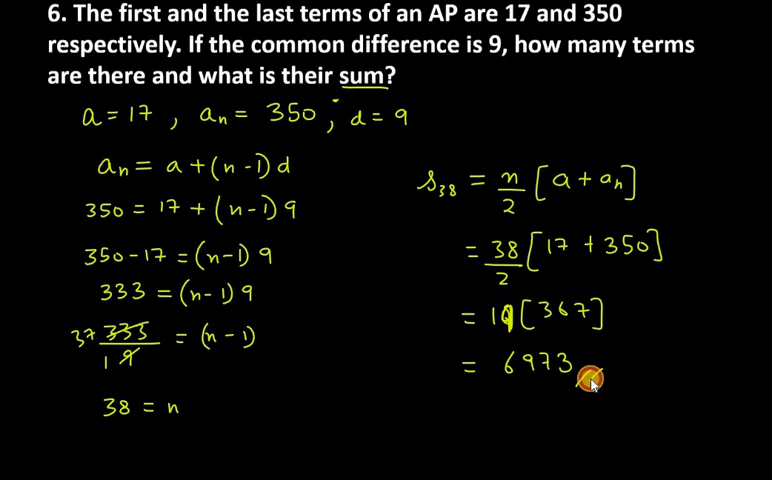 6. The first and the last terms of an AP are 17 and 350
respectively. If the common difference is 9, how many terms
are there and what is their sum?
a = 17 , aₙ = 350 ; d = 9
aₙ = a + (n - 1) d
350 = 17 + (n - 1) 9
350 - 17 = (n - 1) 9
333 = (n - 1) 9
37 333 / 1 9 = (n - 1)
38 = n
S₃₈ = n/2 [a + aₙ]
= 38/2 [17 + 350]
= 19 [367]
= 6973